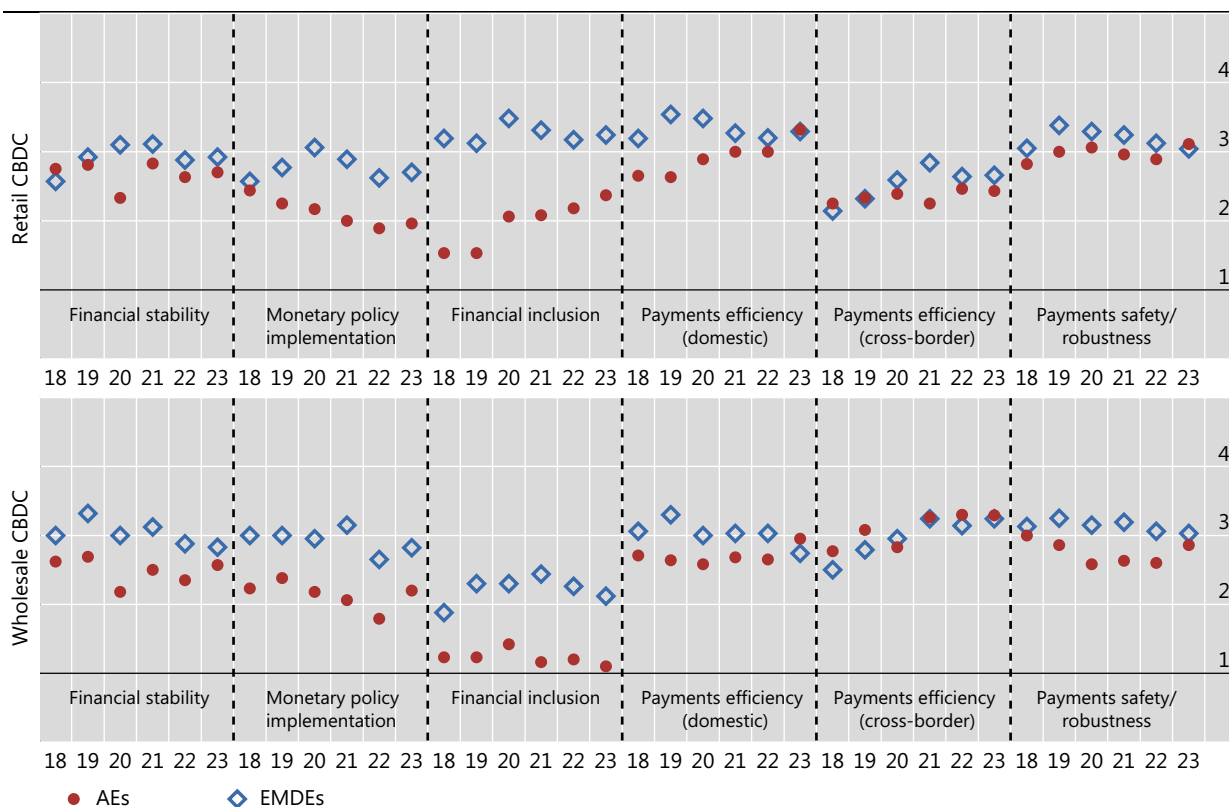 Retail CBDC
4
3
2
1
Financial stability
Monetary policy
implementation
Financial inclusion
Payments efficiency
(domestic)
Payments efficiency
(cross-border)
Payments safety/
robustness
18 19 20 21 22 23 18 19 20 21 22 23 18 19 20 21 22 23 18 19 20 21 22 23 18 19 20 21 22 23 18 19 20 21 22 23
Wholesale CBDC
4
3
2
1
Financial stability
Monetary policy
implementation
Financial inclusion
Payments efficiency
(domestic)
Payments efficiency
(cross-border)
Payments safety/
robustness
18 19 20 21 22 23 18 19 20 21 22 23 18 19 20 21 22 23 18 19 20 21 22 23 18 19 20 21 22 23 18 19 20 21 22 23
AEs EMDEs